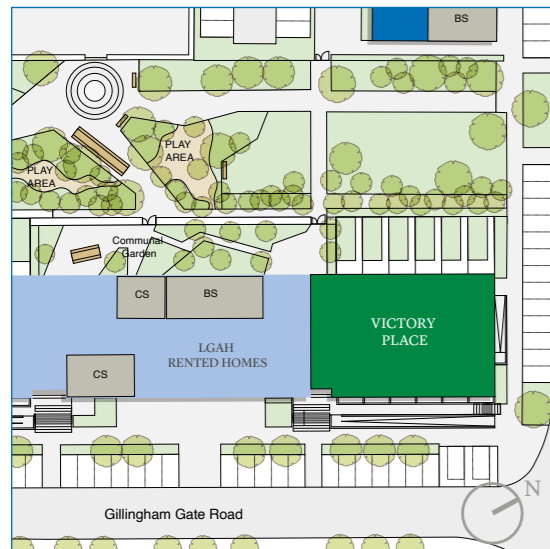 BS
PLAY
AREA
PLAY
AREA
Communal
Garden
CS
BS
VICTORY
PLACE
LGAH
RENTED HOMES
CS
N
Gillingham Gate Road